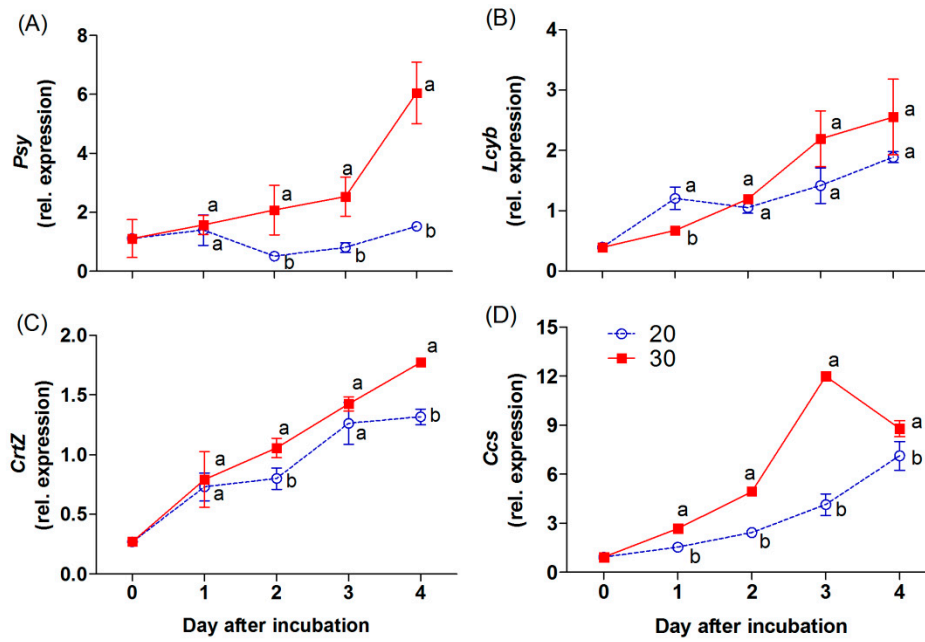 (A)
Psy
(rel. expression)
8
6
4
2
0
a
a
a
a
a
b
b
b
(B)
Lcyb
(rel. expression)
4
3
2
1
0
a
b
a
a
a
a
a
a
(C)
CrtZ
(rel. expression)
2.0
1.5
1.0
0.5
0.0
a
a
a
b
a
a
a
b
0 1 2 3 4
Day after incubation
(D)
Ccs
(rel. expression)
15
12
9
6
3
0
20
30
a
b
a
b
a
b
a
b
0 1 2 3 4
Day after incubation